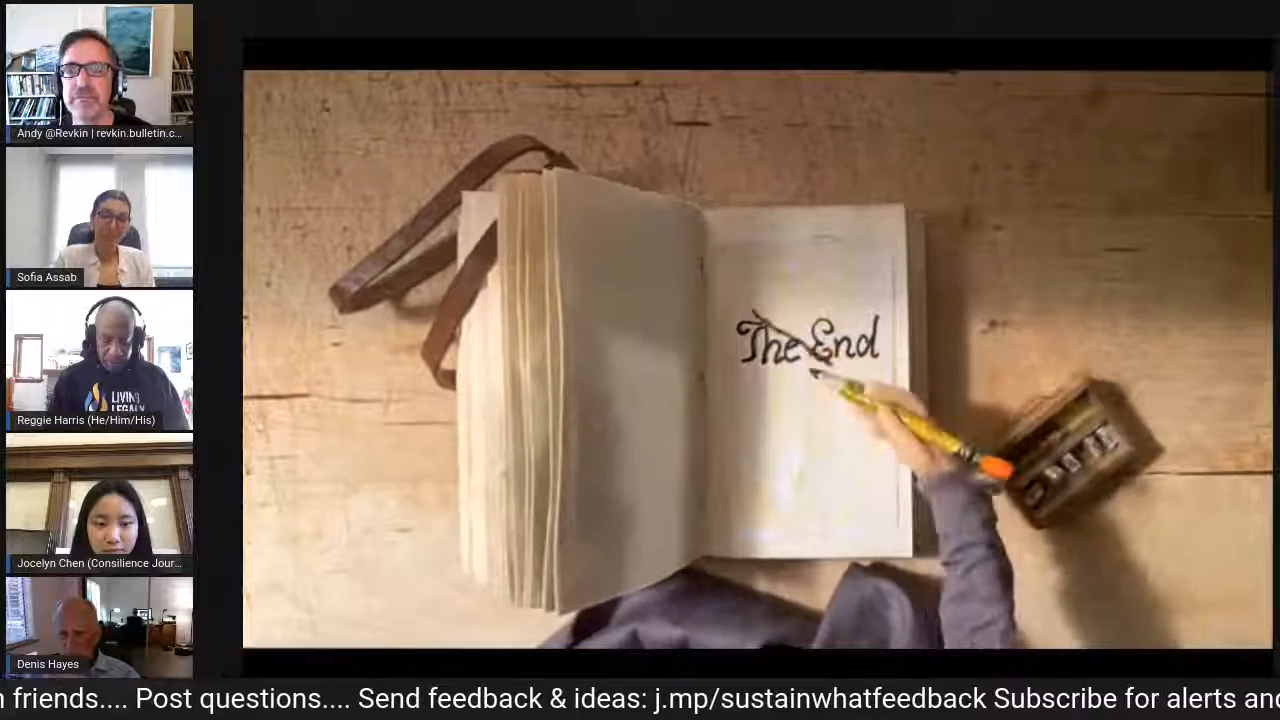 Andy @Revkin | revkin.bulletin.c...
Sofia Assab
LIVING
LEGACY
Reggie Harris (He/Him/His)
Jocelyn Chen (Consilience Jour...
Denis Hayes
The End
friends.... Post questions.... Send feedback & ideas: j.mp/sustainwhatfeedback Subscribe for alerts